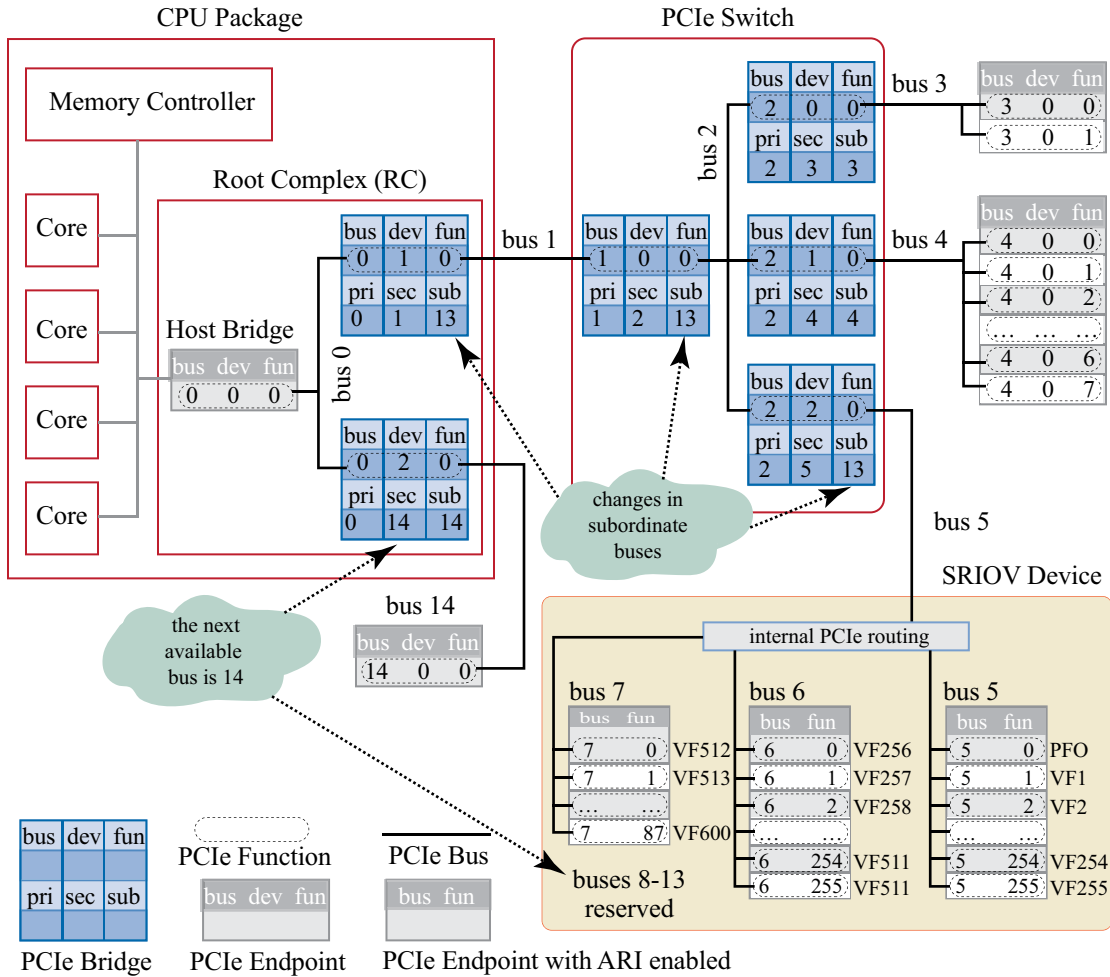 CPU Package
PCIe Switch
Memory Controller
Root Complex (RC)
Core
Core
Core
Core
Host Bridge
bus dev fun
0 0 0
bus 0
bus dev fun
0 1 0
pri sec sub
0 1 13
bus dev fun
0 2 0
pri sec sub
0 14 14
bus 1
bus dev fun
1 0 0
pri sec sub
1 2 13
bus 2
bus dev fun
2 0 0
pri sec sub
2 3 3
bus dev fun
2 1 0
pri sec sub
2 4 4
bus dev fun
2 2 0
pri sec sub
2 5 13
bus 3
bus dev fun
3 0 0
3 0 1
bus 4
bus dev fun
4 0 0
4 0 1
4 0 2
... ... ...
4 0 6
4 0 7
changes in
subordinate
buses
bus 5
the next
available
bus is 14
bus 14
bus dev fun
14 0 0
SRIOV Device
internal PCIe routing
bus 7
bus fun
7 0 VF512
7 1 VF513
... ...
7 87 VF600
bus 6
bus fun
6 0 VF256
6 1 VF257
6 2 VF258
... ...
6 254 VF511
6 255 VF511
bus 5
bus fun
5 0 PFO
5 1 VF1
5 2 VF2
... ...
5 254 VF254
5 255 VF255
buses 8-13
reserved
bus dev fun
pri sec sub
PCIe Bridge
PCIe Function
bus dev fun
PCIe Endpoint
PCIe Bus
bus fun
PCIe Endpoint with ARI enabled